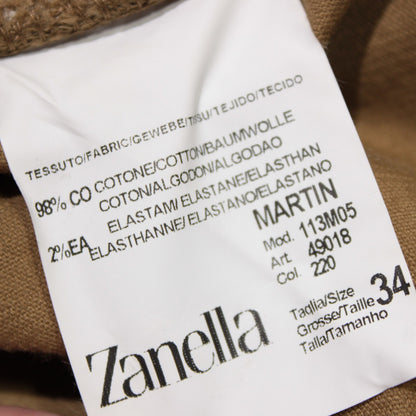 TESSUTO/FABRIC/GEWEBE/TISSU/TEJIDO/TECIDO
98% CO COTONE/COTTON/BAUMWOLLE
COTON/ALGODON/ALGODAO
2%EA ELASTAM/ELASTANE/ELASTHAN
ELASTHANNE/ELASTANO/ELASTANO
MARTIN
Mod. 113M05
Art. 49018
Col. 220
Zanella
Taglia/Size
Grosse/Taille 34
Talla/Tamanho